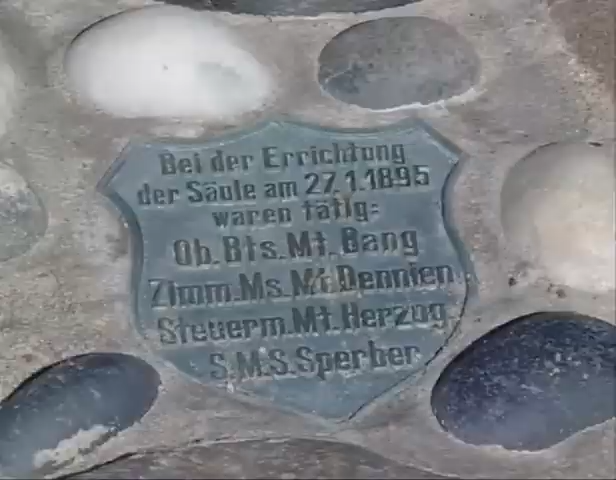 Bei der Errichtung
der Säule am 27.1.1895
waren tätig:
Ob.Bts.Mt.Bang
Zimm.Ms.Mt.Dennien
Steuerm.Mt.Herzog
S.M.S.Sperber